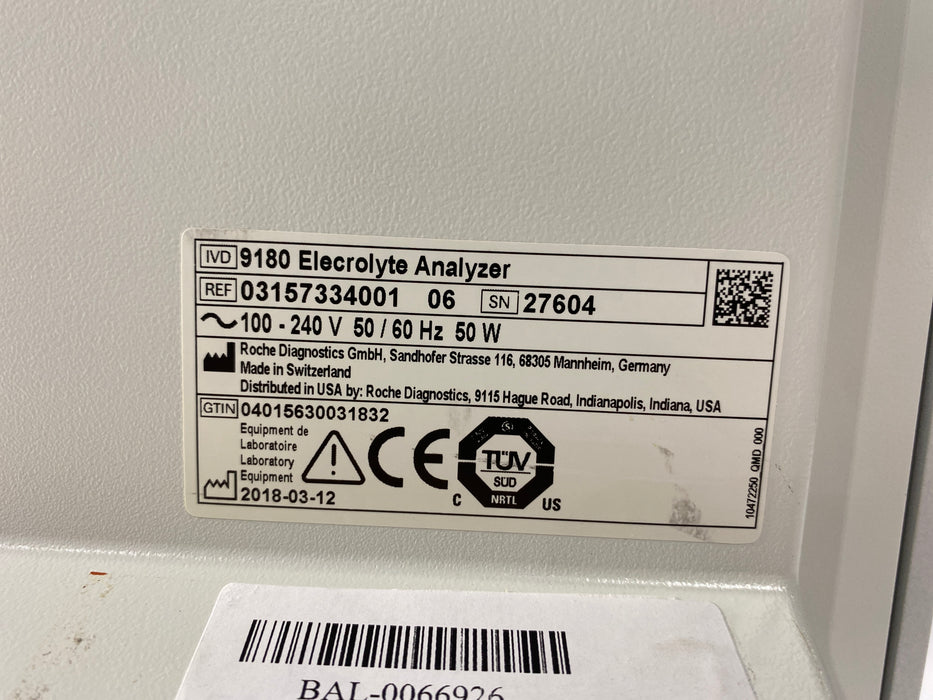 IVD 9180 Elecrolyte Analyzer
REF 03157334001 06 SN 27604
100 - 240 V 50 / 60 Hz 50 W
Roche Diagnostics GmbH, Sandhofer Strasse 116, 68305 Mannheim, Germany
Made in Switzerland
Distributed in USA by: Roche Diagnostics, 9115 Hague Road, Indianapolis, Indiana, USA
GTIN 04015630031832
Equipment de
Laboratoire
Laboratory
Equipment
2018-03-12
CE
TÜV
SÜD
NRTL
C US
10472250 QMD 000
BAL-0066926